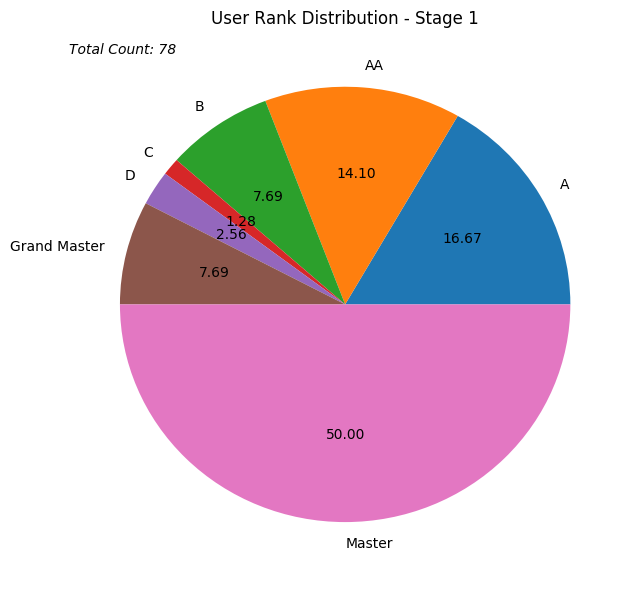 User Rank Distribution - Stage 1
Total Count: 78
AA
B
C
D
A
Grand Master
14.10
7.69
16.67
1.28
2.56
7.69
50.00
Master